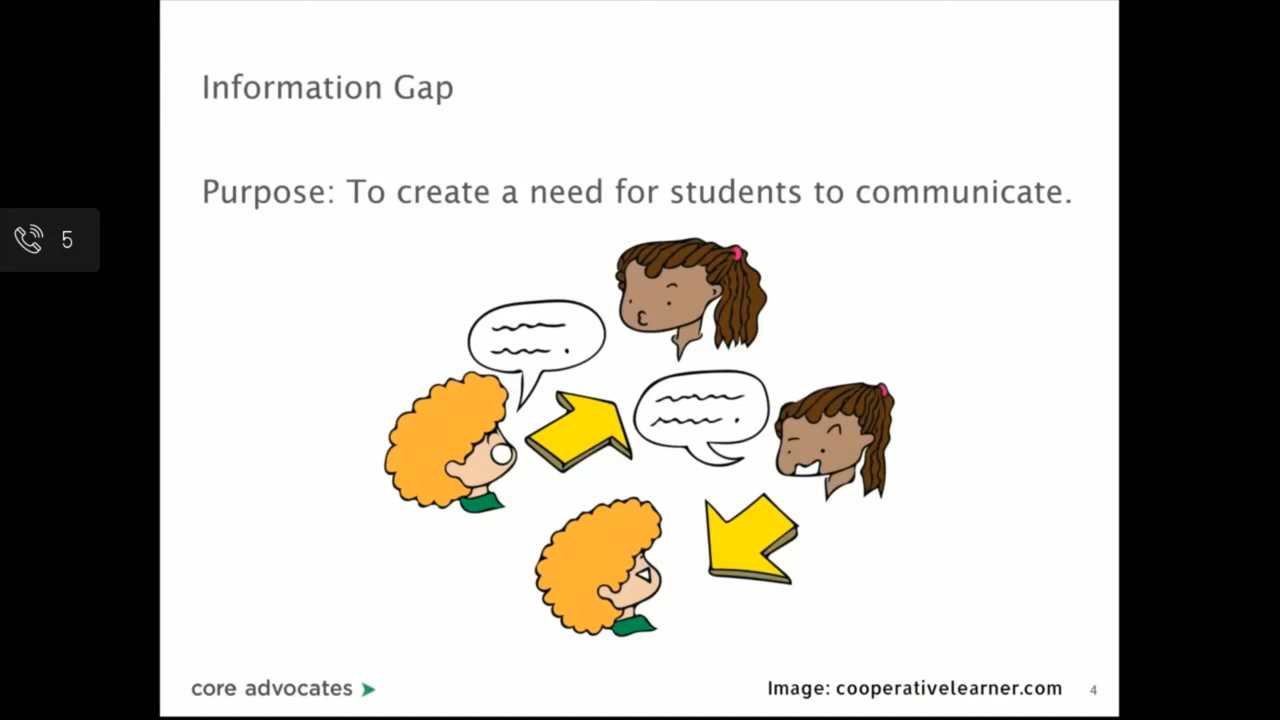 Information Gap
Purpose: To create a need for students to communicate.
5
core advocates
Image: cooperativelearner.com
4